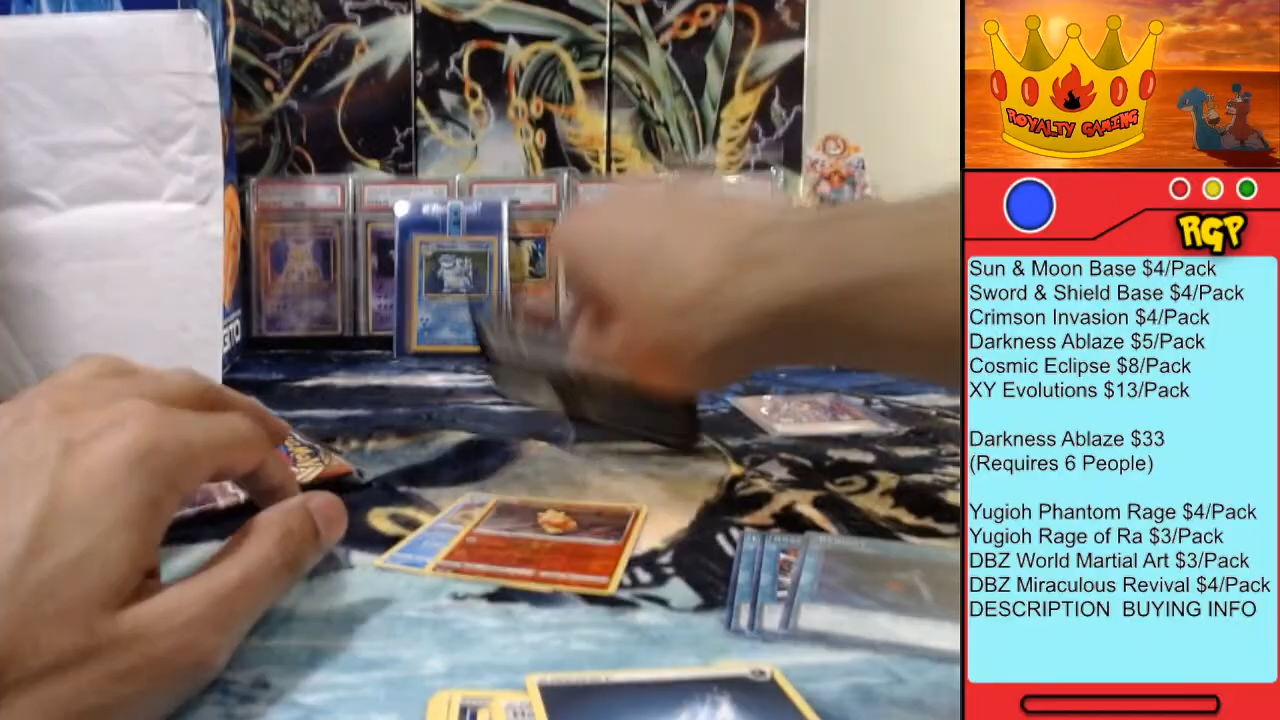 ROYALTY GAMING
RGP
Sun & Moon Base $4/Pack
Sword & Shield Base $4/Pack
Crimson Invasion $4/Pack
Darkness Ablaze $5/Pack
Cosmic Eclipse $8/Pack
XY Evolutions $13/Pack
Darkness Ablaze $33
(Requires 6 People)
Yugioh Phantom Rage $4/Pack
Yugioh Rage of Ra $3/Pack
DBZ World Martial Art $3/Pack
DBZ Miraculous Revival $4/Pack
DESCRIPTION BUYING INFO